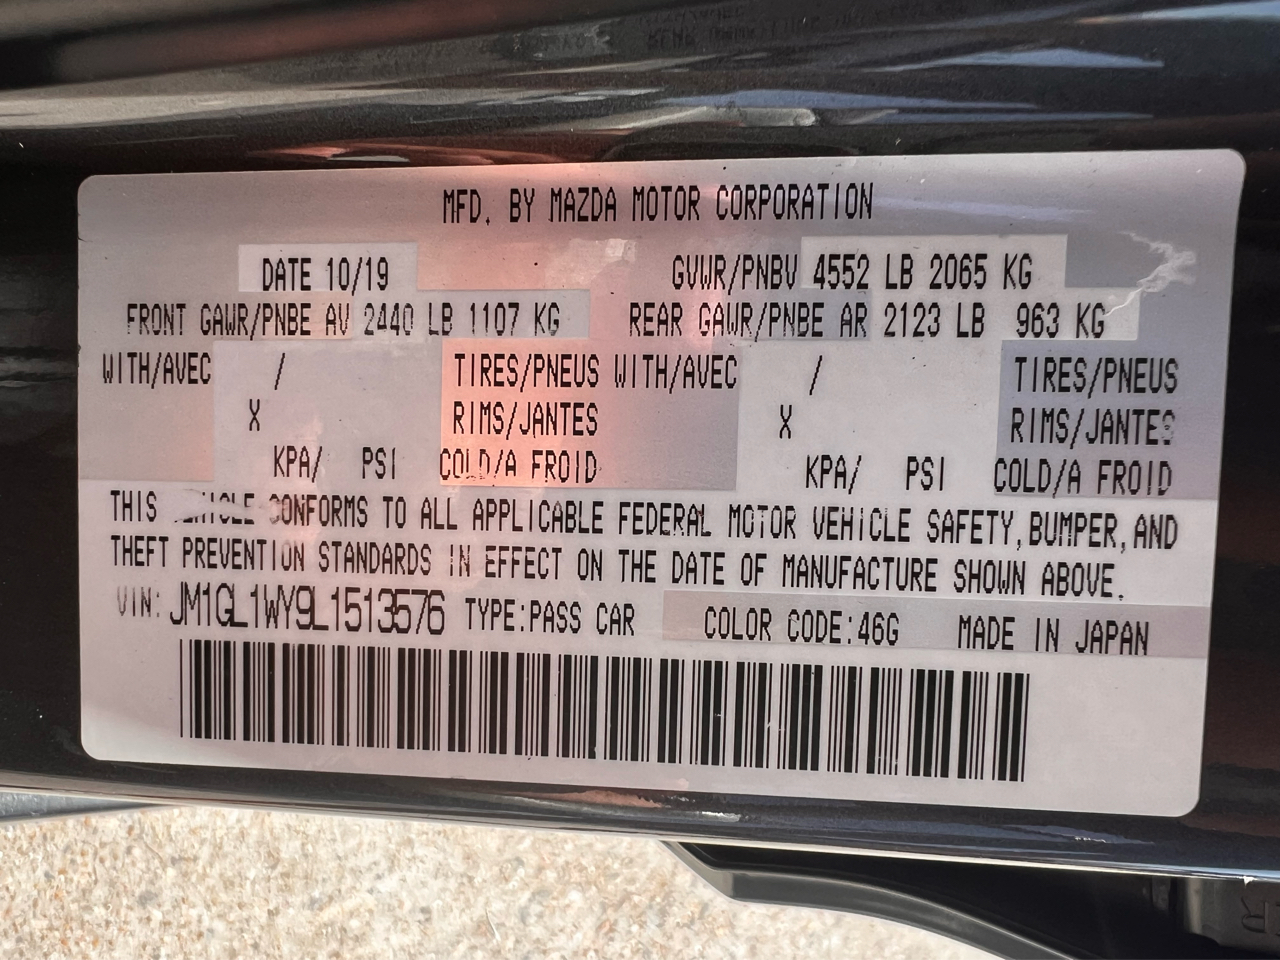 MFD. BY MAZDA MOTOR CORPORATION
DATE 10/19 GVWR/PNBV 4552 LB 2065 KG
FRONT GAWR/PNBE AV 2440 LB 1107 KG REAR GAWR/PNBE AR 2123 LB 963 KG
WITH/AVEC / TIRES/PNEUS WITH/AVEC / TIRES/PNEUS
X RIMS/JANTES X RIMS/JANTES
KPA/ PSI COLD/A FROID KPA/ PSI COLD/A FROID
THIS VEHICLE CONFORMS TO ALL APPLICABLE FEDERAL MOTOR VEHICLE SAFETY, BUMPER, AND
THEFT PREVENTION STANDARDS IN EFFECT ON THE DATE OF MANUFACTURE SHOWN ABOVE.
VIN: JM1GL1WY9L1513576 TYPE:PASS CAR COLOR CODE:46G MADE IN JAPAN